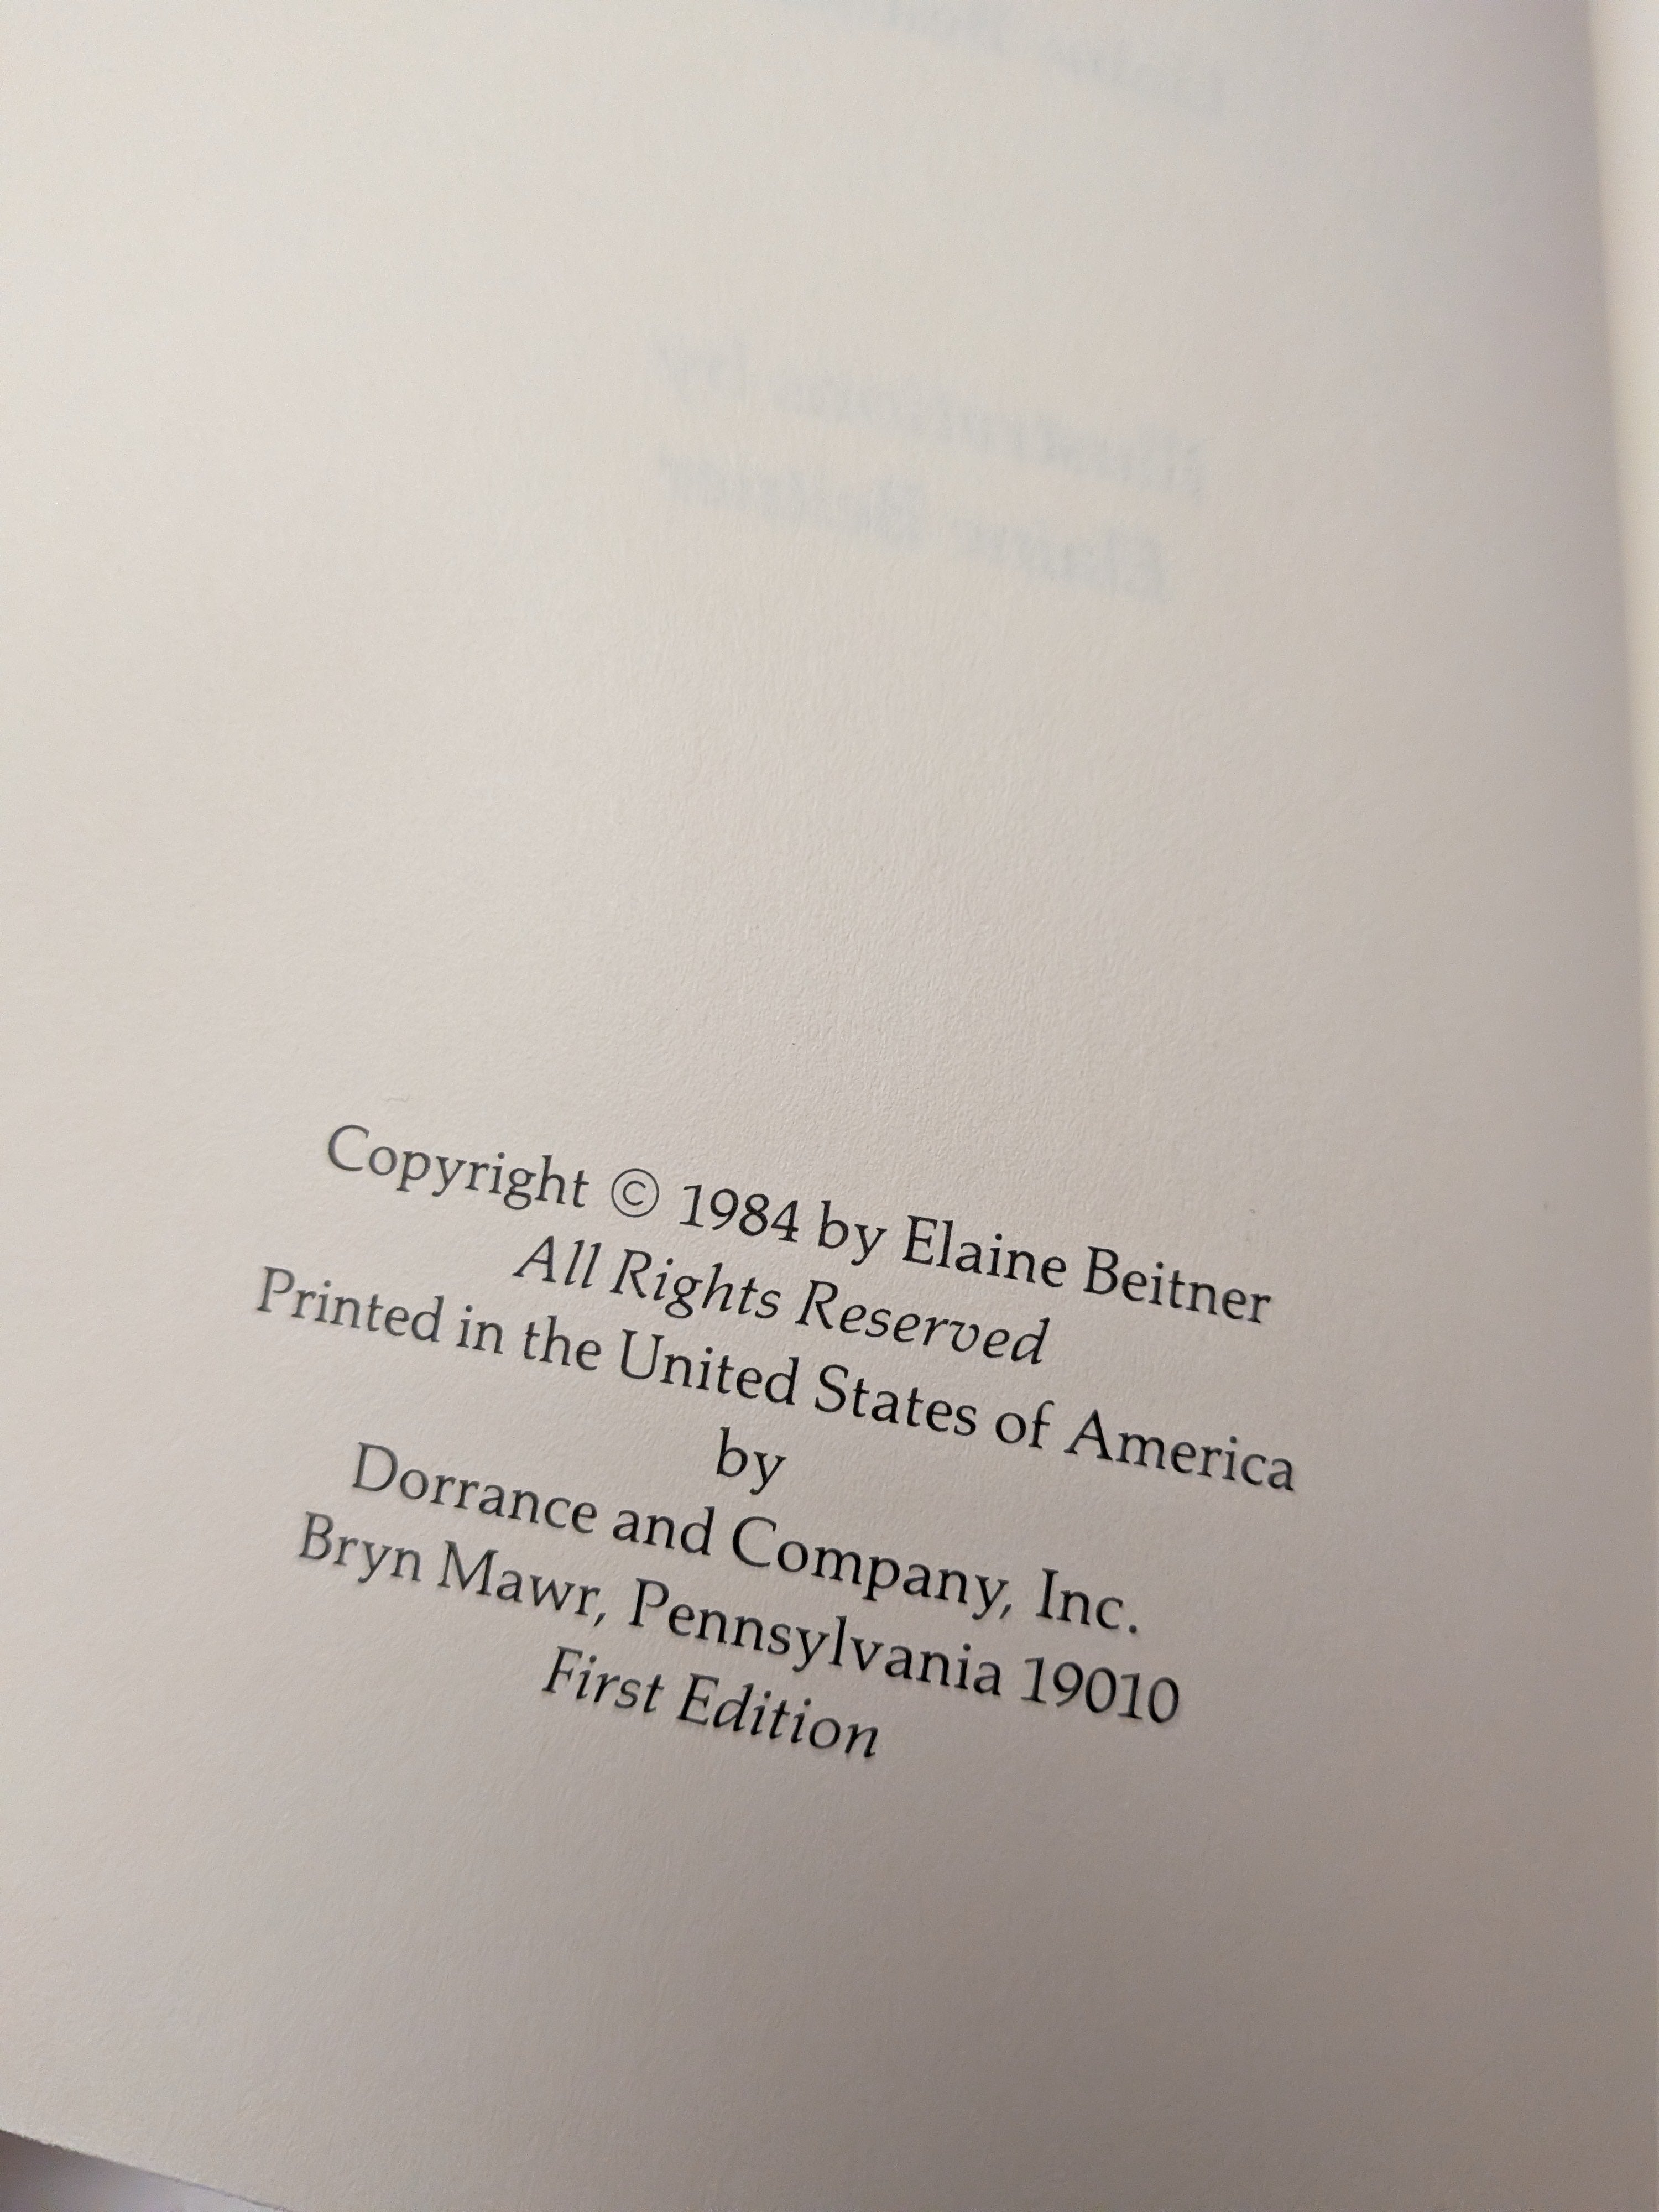 Copyright © 1984 by Elaine Beitner
All Rights Reserved
Printed in the United States of America
by
Dorrance and Company, Inc.
Bryn Mawr, Pennsylvania 19010
First Edition